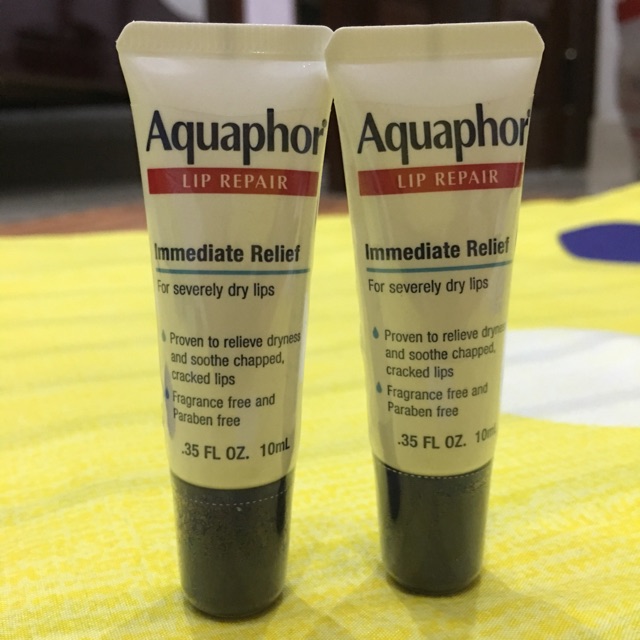 Aquaphor®
LIP REPAIR
Immediate Relief
For severely dry lips
Proven to relieve dryness
and soothe chapped,
cracked lips
Fragrance free and
Paraben free
.35 FL OZ. 10mL
Aquaphor
LIP REPAIR
Immediate Relief
For severely dry lips
Proven to relieve dryness
and soothe chapped,
cracked lips
Fragrance free and
Paraben free
.35 FL OZ. 10mL